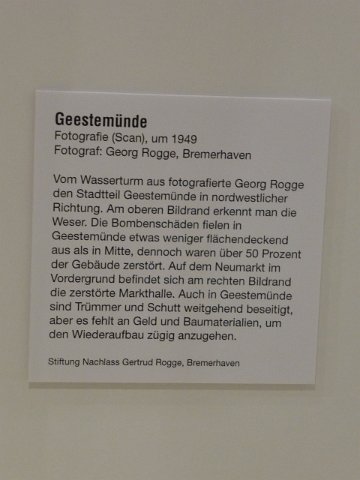 Geestemünde
Fotografie (Scan), um 1949
Fotograf: Georg Rogge, Bremerhaven
Vom Wasserturm aus fotografierte Georg Rogge
den Stadtteil Geestemünde in nordwestlicher
Richtung. Am oberen Bildrand erkennt man die
Weser. Die Bombenschäden fielen in
Geestemünde etwas weniger flächendeckend
aus als in Mitte, dennoch waren über 50 Prozent
der Gebäude zerstört. Auf dem Neumarkt im
Vordergrund befindet sich am rechten Bildrand
die zerstörte Markthalle. Auch in Geestemünde
sind Trümmer und Schutt weitgehend beseitigt,
aber es fehlt an Geld und Baumaterialien, um
den Wiederaufbau zügig anzugehen.
Stiftung Nachlass Gertrud Rogge, Bremerhaven